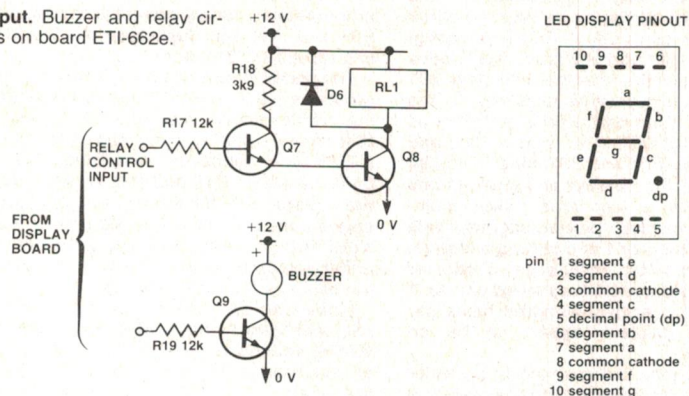 put. Buzzer and relay cir-
s on board ETI-662e.
+12 V
R18
3k9
D6
RL1
R17 12k
Q7
Q8
RELAY
CONTROL
INPUT
0 V
FROM
DISPLAY
BOARD
+12 V
+
BUZZER
Q9
R19 12k
0 V
LED DISPLAY PINOUT
10 9 8 7 6
a
f
b
g
e
c
d
dp
1 2 3 4 5
pin 1 segment e
2 segment d
3 common cathode
4 segment c
5 decimal point (dp)
6 segment b
7 segment a
8 common cathode
9 segment f
10 segment g